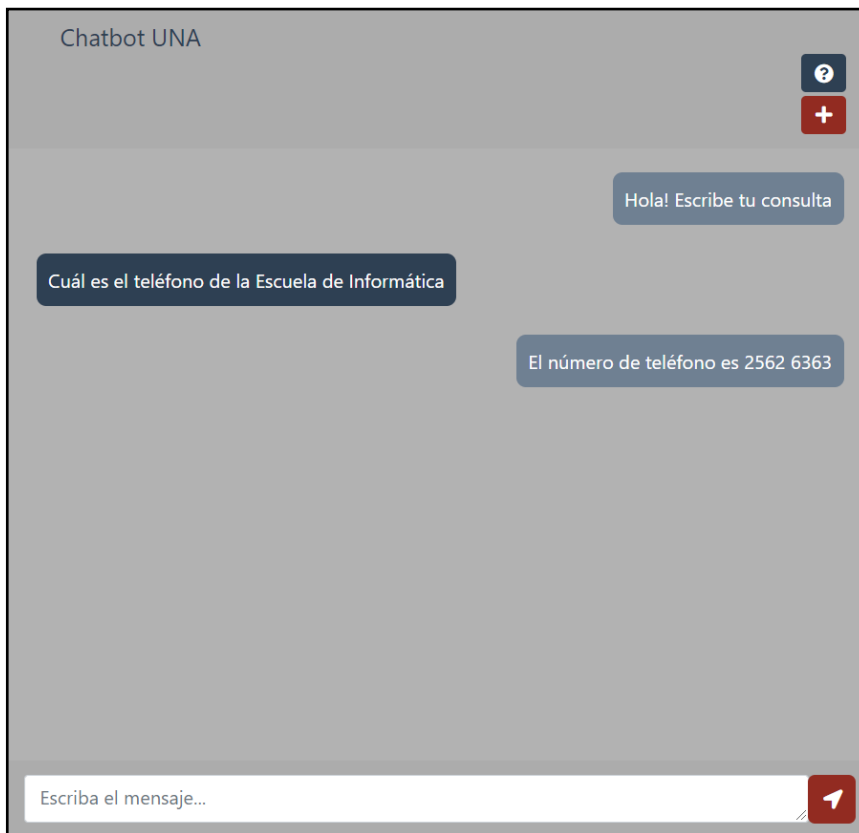 Chatbot UNA
Hola! Escribe tu consulta
Cuál es el teléfono de la Escuela de Informática
El número de teléfono es 2562 6363
Escriba el mensaje...